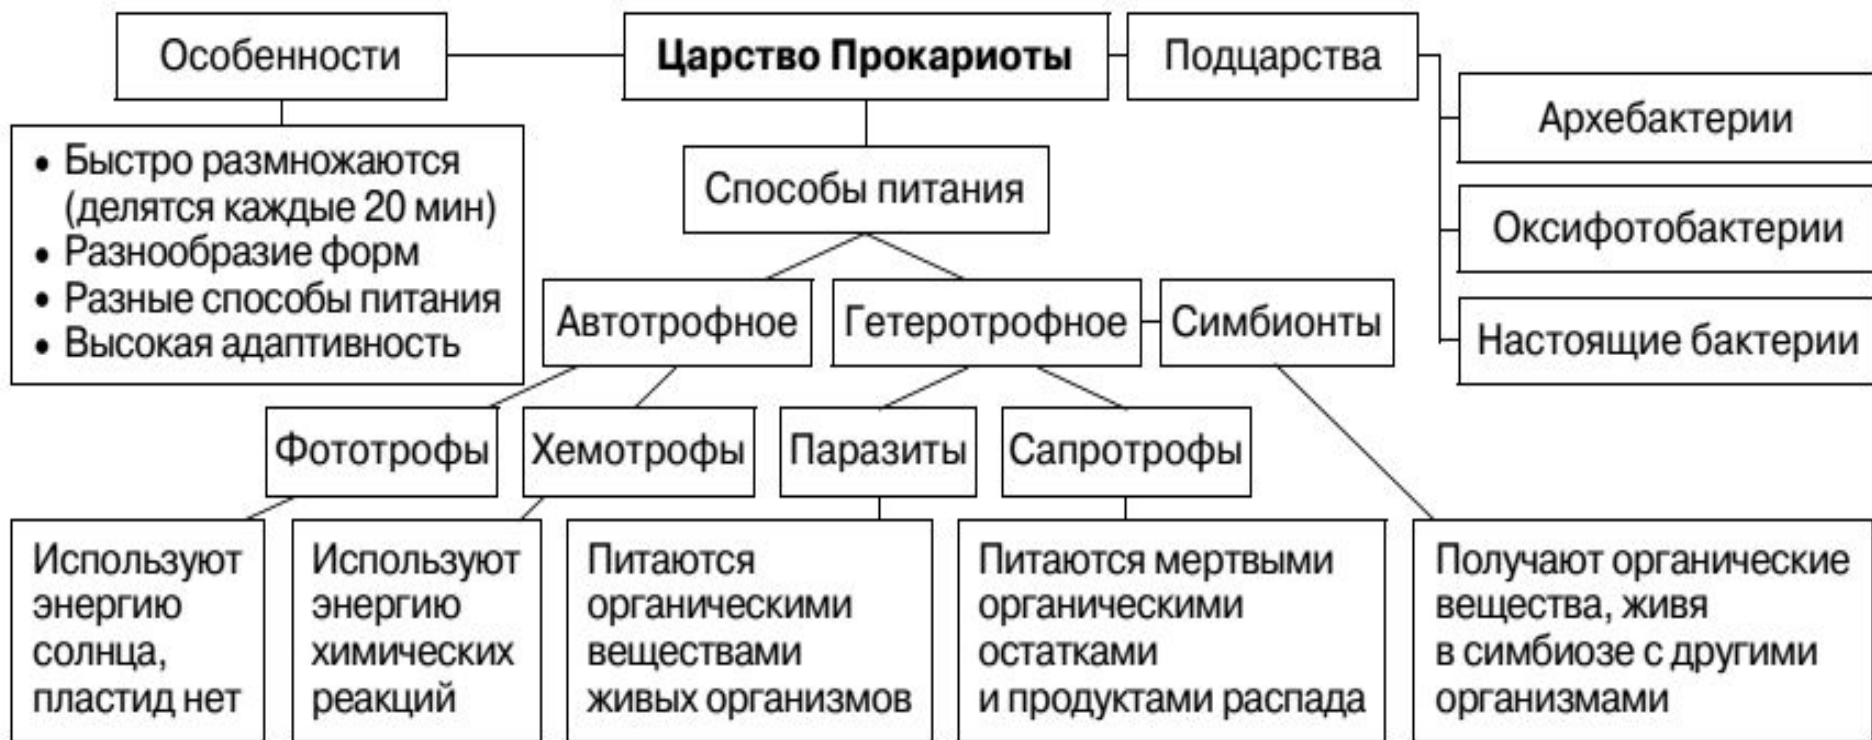 Особенности
Царство Прокариоты
Подцарства
Архебактерии
Оксифотобактерии
Настоящие бактерии
• Быстро размножаются
(делятся каждые 20 мин)
• Разнообразие форм
• Разные способы питания
• Высокая адаптивность
Способы питания
Автотрофное
Гетеротрофное
Симбионты
Фототрофы
Хемотрофы
Паразиты
Сапротрофы
Используют
энергию
солнца,
пластид нет
Используют
энергию
химических
реакций
Питаются
органическими
веществами
живых организмов
Питаются мертвыми
органическими
остатками
и продуктами распада
Получают органические
вещества, живя
в симбиозе с другими
организмами